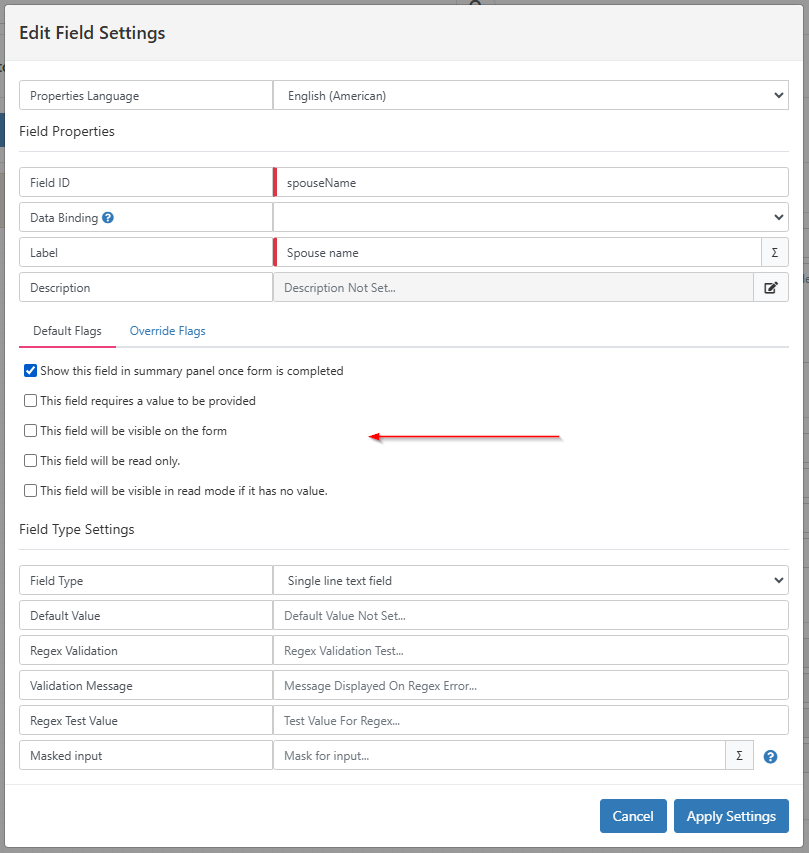 Edit Field Settings
Properties Language English (American)
Field Properties
Field ID spouseName
Data Binding ?
Label Spouse name Σ
Description Description Not Set...
Default Flags Override Flags
Show this field in summary panel once form is completed
This field requires a value to be provided
This field will be visible on the form
This field will be read only.
This field will be visible in read mode if it has no value.
Field Type Settings
Field Type Single line text field
Default Value Default Value Not Set...
Regex Validation Regex Validation Test...
Validation Message Message Displayed On Regex Error...
Regex Test Value Test Value For Regex...
Masked input Mask for input... Σ ?
Cancel Apply Settings